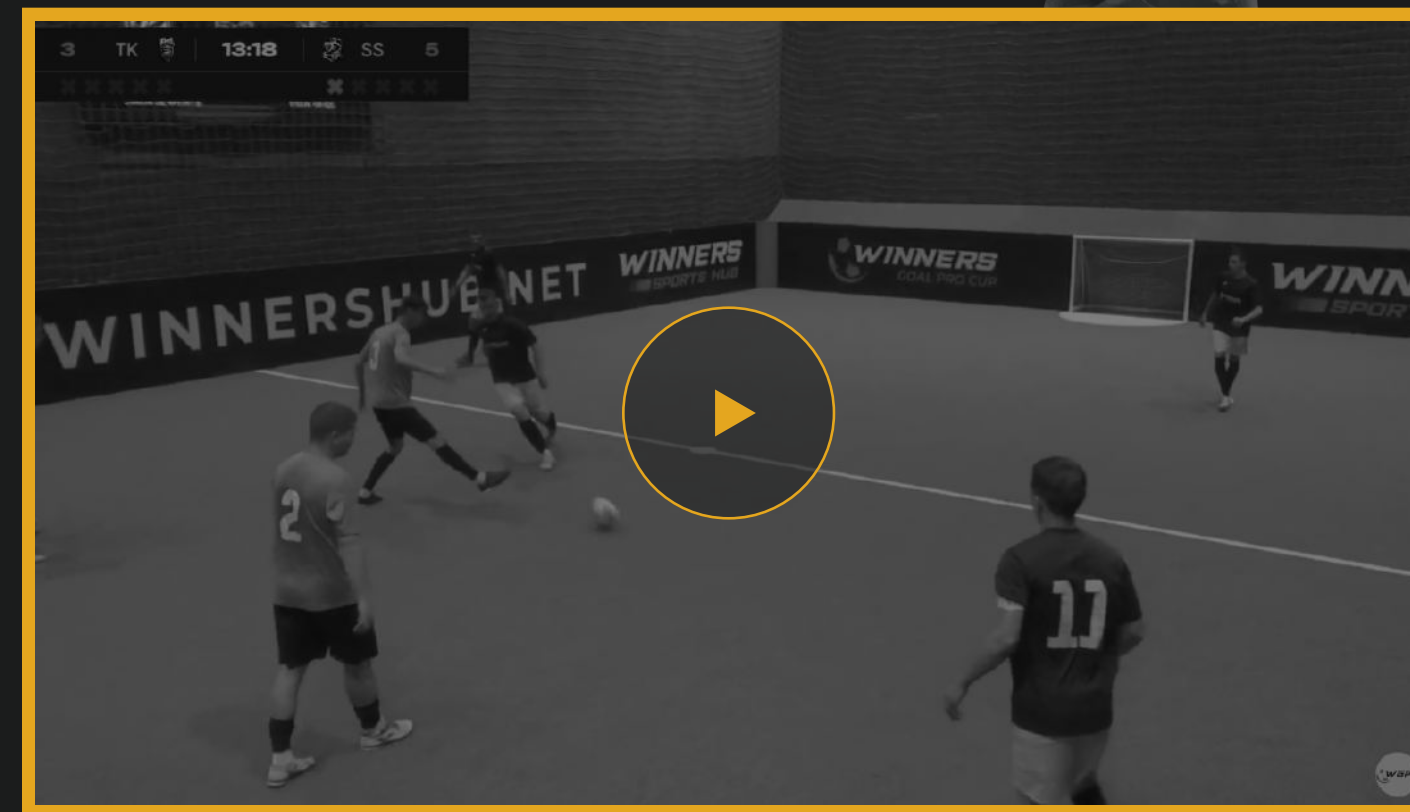 3 TK 13:18 SS 5
WINNERSHUB.NET
WINNERS
SPORTS HUB
WINNERS
GOAL PRO CUP
WINN
SPOR
2
11